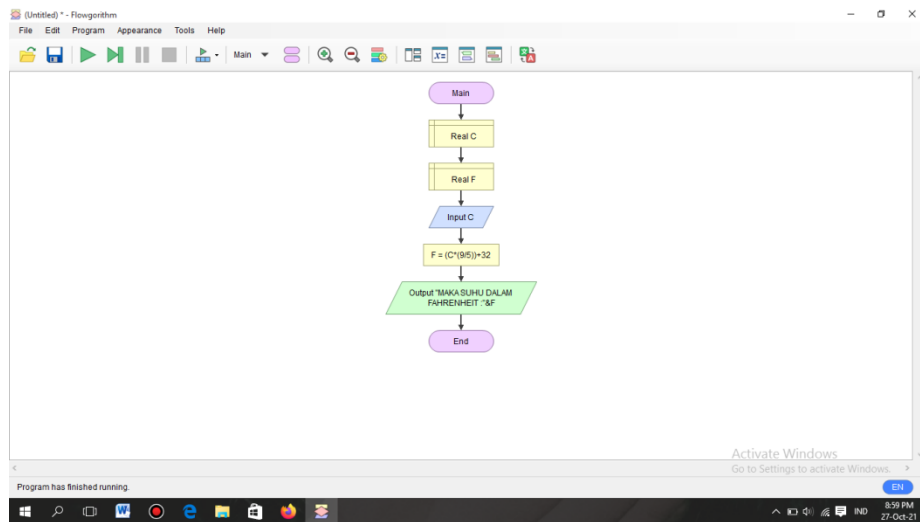 (Untitled) * - Flowgorithm
File Edit Program Appearance Tools Help
Main
Main
Real C
Real F
Input C
F = (C*(9/5))+32
Output "MAKA SUHU DALAM
FAHRENHEIT :"&F
End
Activate Windows
Go to Settings to activate Windows.
Program has finished running.
EN
IND
8:59 PM
27-Oct-21